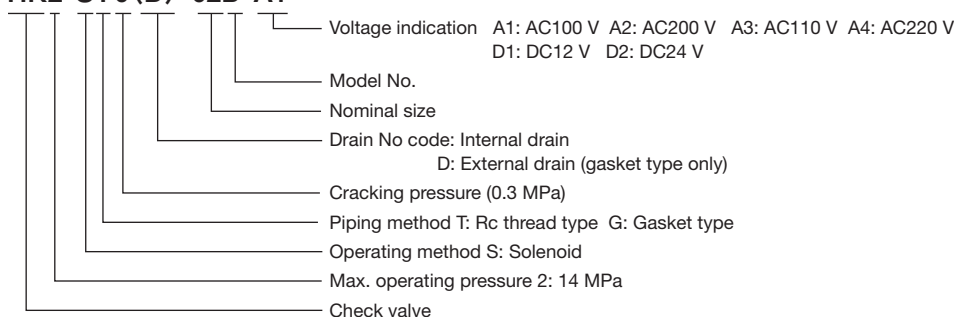 Voltage indication A1: AC100 V A2: AC200 V A3: AC110 V A4: AC220 V
D1: DC12 V D2: DC24 V
Model No.
Nominal size
Drain No code: Internal drain
D: External drain (gasket type only)
Cracking pressure (0.3 MPa)
Piping method T: Rc thread type G: Gasket type
Operating method S: Solenoid
Max. operating pressure 2: 14 MPa
Check valve